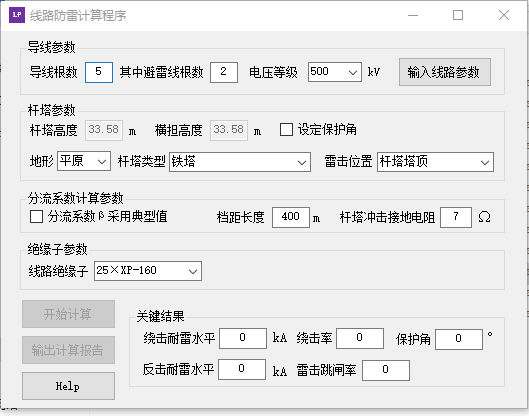 LP 线路防雷计算程序
导线参数
导线根数 5 其中避雷线根数 2 电压等级 500 kV 输入线路参数
杆塔参数
杆塔高度 33.58 m 横担高度 33.58 m 设定保护角
地形 平原 杆塔类型 铁塔 雷击位置 杆塔塔顶
分流系数计算参数
分流系数β采用典型值 档距长度 400 m 杆塔冲击接地电阻 7 Ω
绝缘子参数
线路绝缘子 25×XP-160
开始计算
输出计算报告
Help
关键结果
绕击耐雷水平 0 kA 绕击率 0 保护角 0 °
反击耐雷水平 0 kA 雷击跳闸率 0